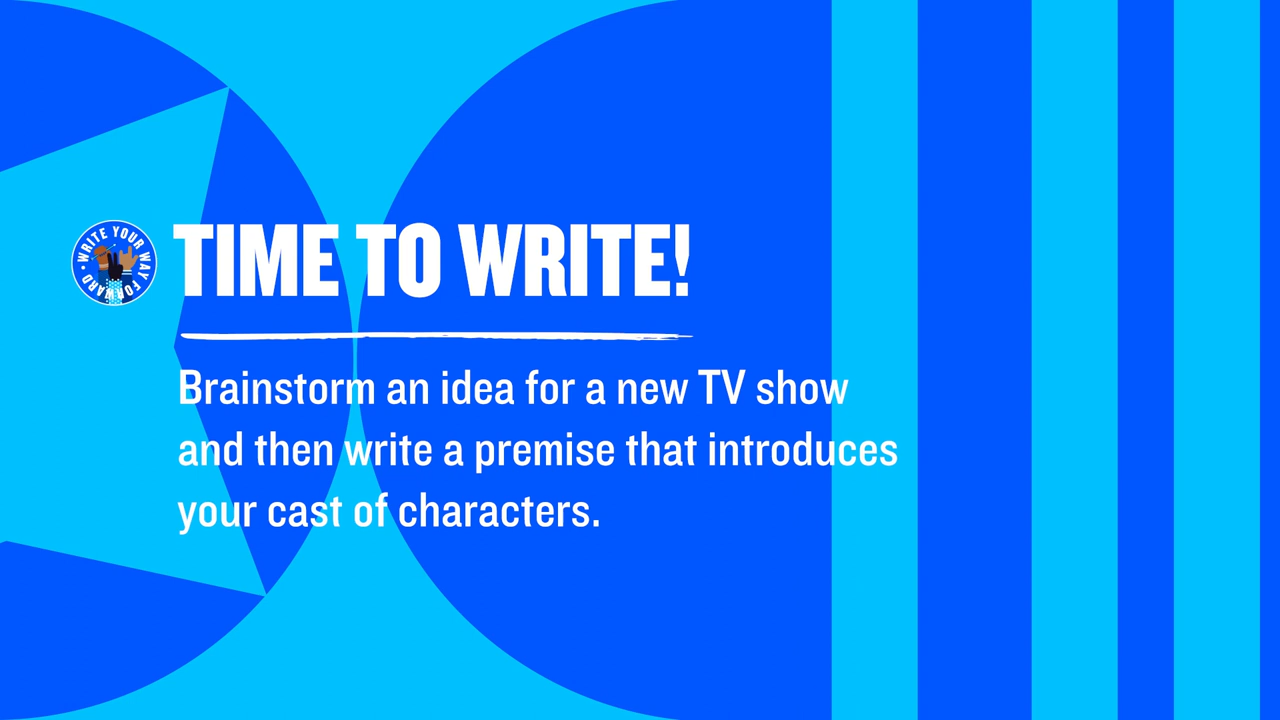 WRITE YOUR WAY FORWARD •
TIME TO WRITE!
Brainstorm an idea for a new TV show
and then write a premise that introduces
your cast of characters.